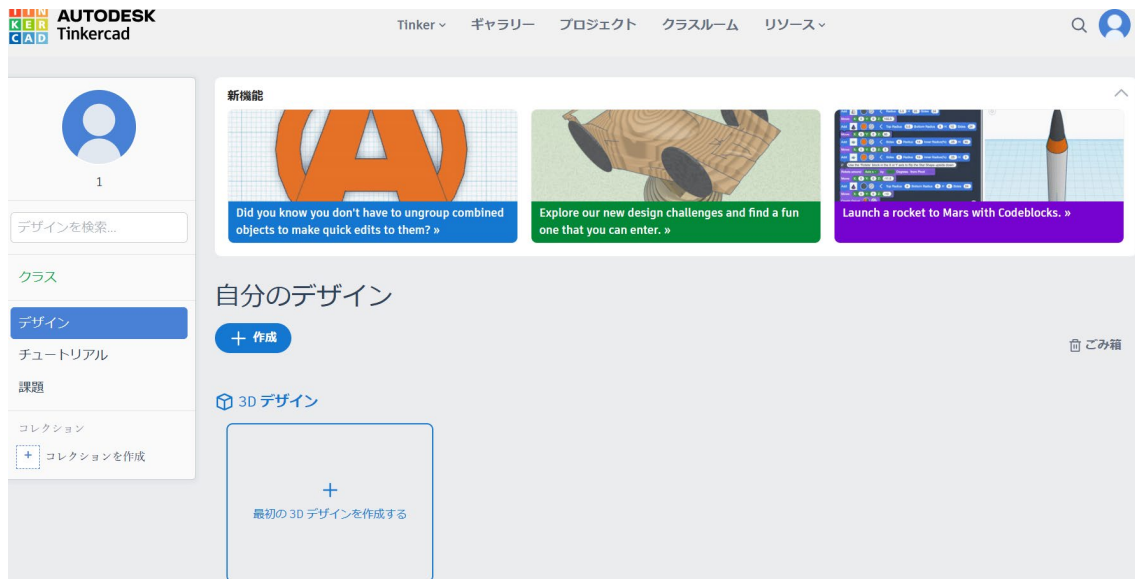 TIN
KER
CAD
AUTODESK
Tinkercad
Tinker
ギャラリー
プロジェクト
クラスルーム
リソース
1
デザインを検索...
クラス
デザイン
チュートリアル
課題
コレクション
+ コレクションを作成
新機能
Did you know you don't have to ungroup combined
objects to make quick edits to them? »
Explore our new design challenges and find a fun
one that you can enter. »
Launch a rocket to Mars with Codeblocks. »
自分のデザイン
+ 作成
ごみ箱
3D デザイン
+
最初の 3D デザインを作成する